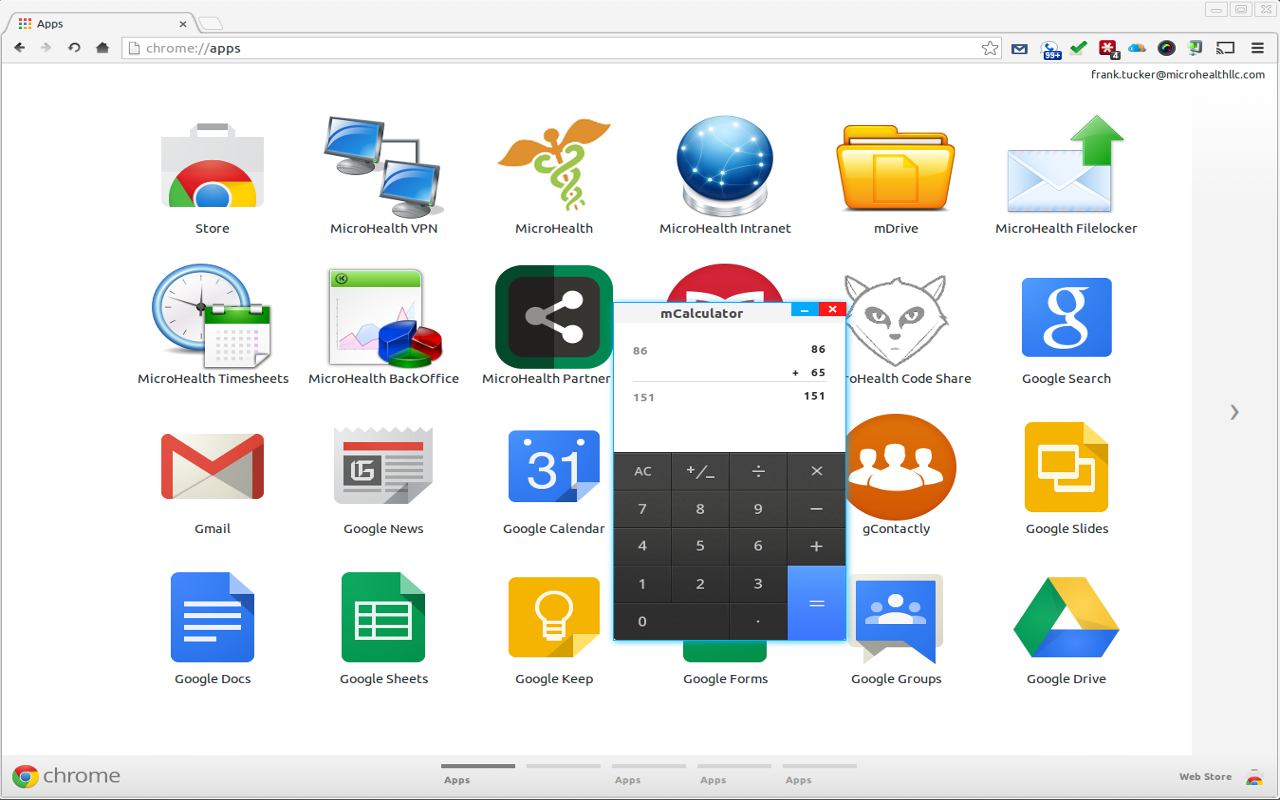 Apps
chrome://apps
99+
4
frank.tucker@microhealthllc.com
Store
MicroHealth VPN
MicroHealth
MicroHealth Intranet
mDrive
MicroHealth Filelocker
MicroHealth Timesheets
MicroHealth BackOffice
MicroHealth Partner
roHealth Code Share
Google Search
g
mCalculator
86
86
+ 65
151
151
AC
+/_
÷
×
7
8
9
−
4
5
6
+
1
2
3
=
0
.
G
31
Gmail
Google News
Google Calendar
gContactly
Google Slides
Google Docs
Google Sheets
Google Keep
Google Forms
Google Groups
Google Drive
chrome
Apps
Apps
Apps
Apps
Web Store